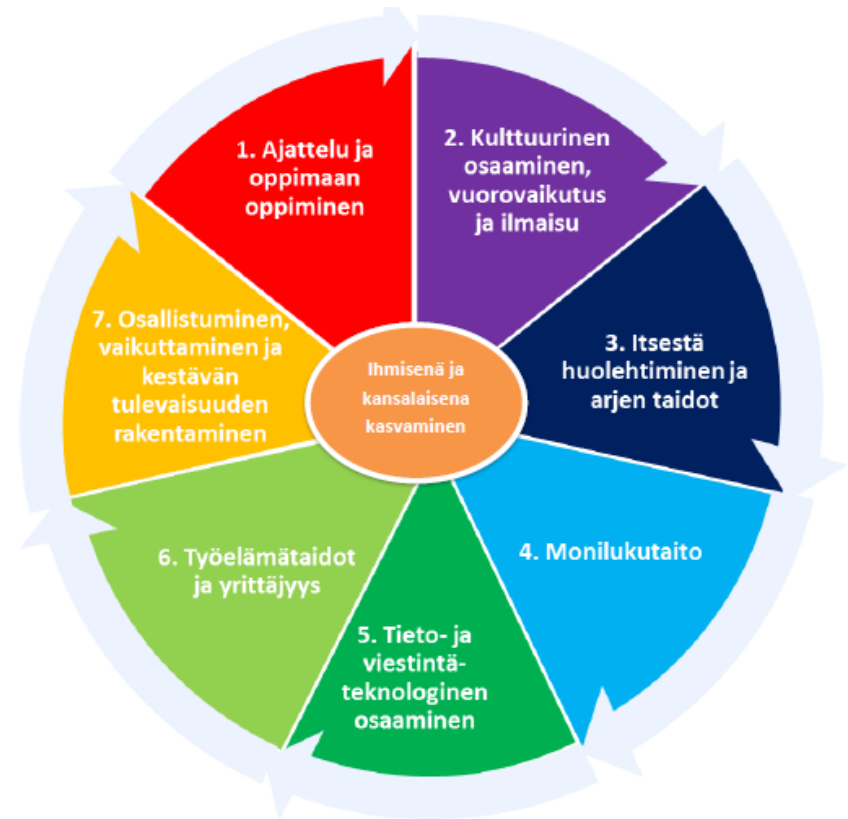 1. Ajattelu ja
oppimaan
oppiminen
2. Kulttuurinen
osaaminen,
vuorovaikutus
ja ilmaisu
3. Itsestä
huolehtiminen ja
arjen taidot
4. Monilukutaito
5. Tieto- ja
viestintä-
teknologinen
osaaminen
6. Työelämätaidot
ja yrittäjyys
7. Osallistuminen,
vaikuttaminen ja
kestävän
tulevaisuuden
rakentaminen
Ihmisenä ja
kansalaisena
kasvaminen